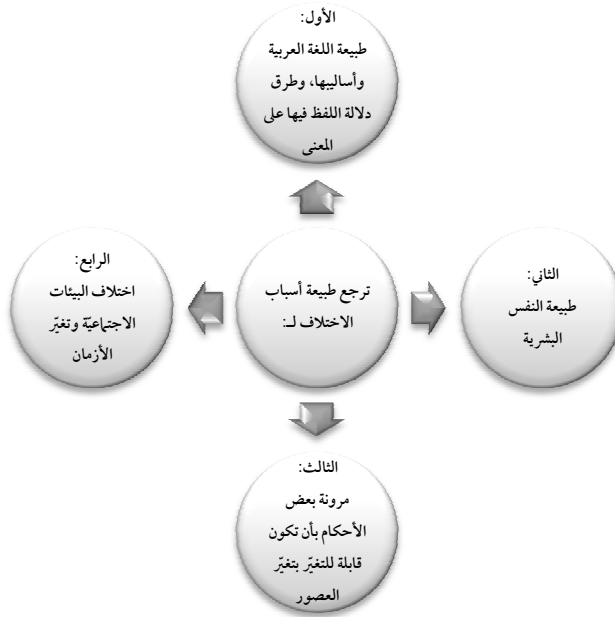 الأول:
طبيعة اللغة العربية
وأساليبها، وطرق
دلالة اللفظ فيها على
المعنى
ترجع طبيعة أسباب
الاختلاف لـ:
الثاني:
طبيعة النفس
البشرية
الثالث:
مرونة بعض
الأحكام بأن تكون
قابلة للتغيّر بتغيّر
العصور
الرابع:
اختلاف البيئات
الاجتماعيّة وتغيّر
الأزمان